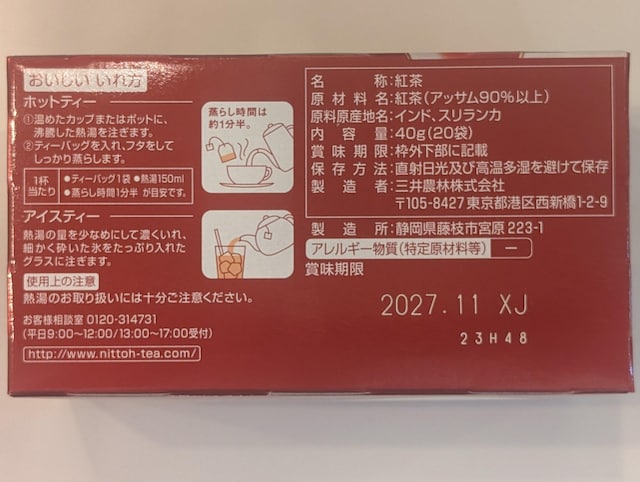 おいしい いれ方
ホットティー
①温めたカップまたはポットに、
沸騰した熱湯を注ぎます。
②ティーバッグを入れ、フタをして
しっかり蒸らします。
1杯
当たり
●ティーバッグ1袋 ●熱湯150ml
●蒸らし時間1分半 が目安です。
蒸らし時間は
約1分半。
アイスティー
熱湯の量を少なめにして濃くいれ、
細かく砕いた氷をたっぷり入れた
グラスに注ぎます。
使用上の注意
熱湯のお取り扱いには十分ご注意ください。
お客様相談室 0120-314731
(平日9:00~12:00/13:00~17:00受付)
http://www.nittoh-tea.com/
名称:紅茶
原材料名:紅茶(アッサム90%以上)
原料原産地名:インド、スリランカ
内容量:40g(20袋)
賞味期限:枠外下部に記載
保存方法:直射日光及び高温多湿を避けて保存
製造者:三井農林株式会社
〒105-8427 東京都港区西新橋1-2-9
製造所:静岡県藤枝市宮原 223-1
アレルギー物質(特定原材料等) ー
賞味期限
2027.11 XJ
23H48